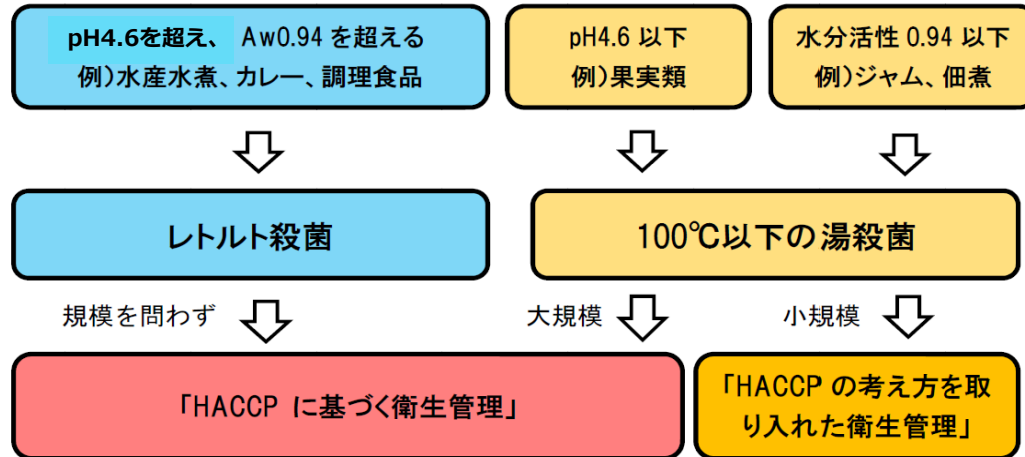 pH4.6を超え、 Aw0.94 を超える
例)水産水煮、カレー、調理食品
pH4.6 以下
例)果実類
水分活性 0.94 以下
例)ジャム、佃煮
レトルト殺菌
100℃以下の湯殺菌
規模を問わず
大規模
小規模
「HACCP に基づく衛生管理」
「HACCP の考え方を取
り入れた衛生管理」